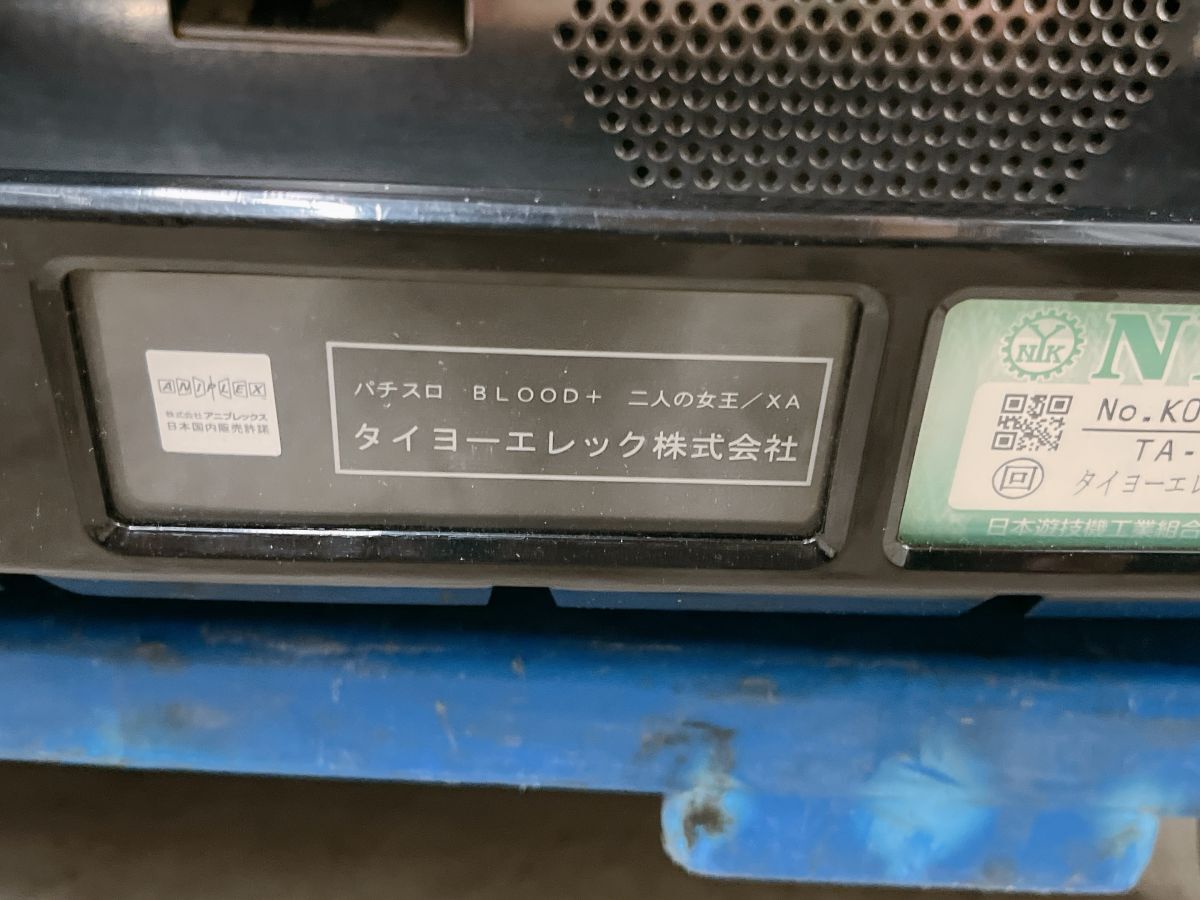 ANIPLEX
株式会社アニプレックス
日本国内販売許諾
パチスロ BLOOD+ 二人の女王/XA
タイヨーエレック株式会社
NYK
N
No.K0
TA-
回
タイヨーエレ
日本遊技機工業組合